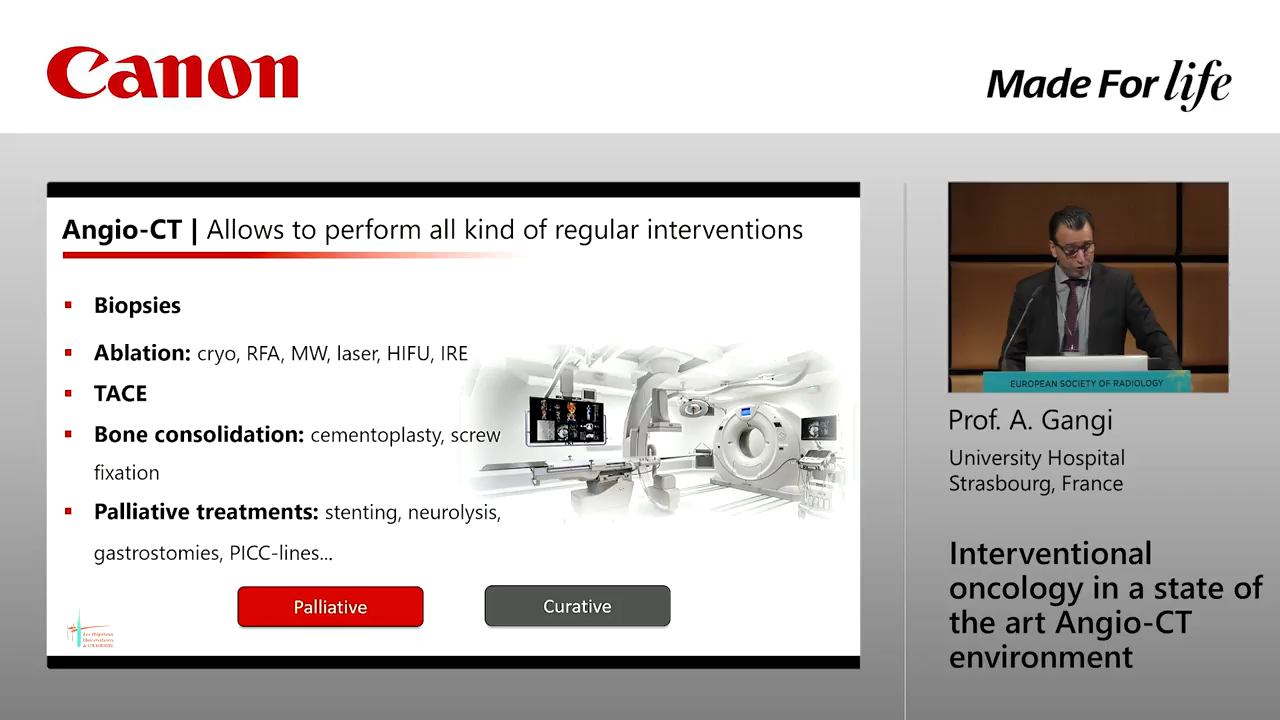 Canon
Made For life
Angio-CT | Allows to perform all kind of regular interventions
▪ Biopsies
▪ Ablation: cryo, RFA, MW, laser, HIFU, IRE
▪ TACE
▪ Bone consolidation: cementoplasty, screw
fixation
▪ Palliative treatments: stenting, neurolysis,
gastrostomies, PICC-lines...
Palliative
Curative
EUROPEAN SOCIETY OF RADIOLOGY
Prof. A. Gangi
University Hospital
Strasbourg, France
Interventional
oncology in a state of
the art Angio-CT
environment